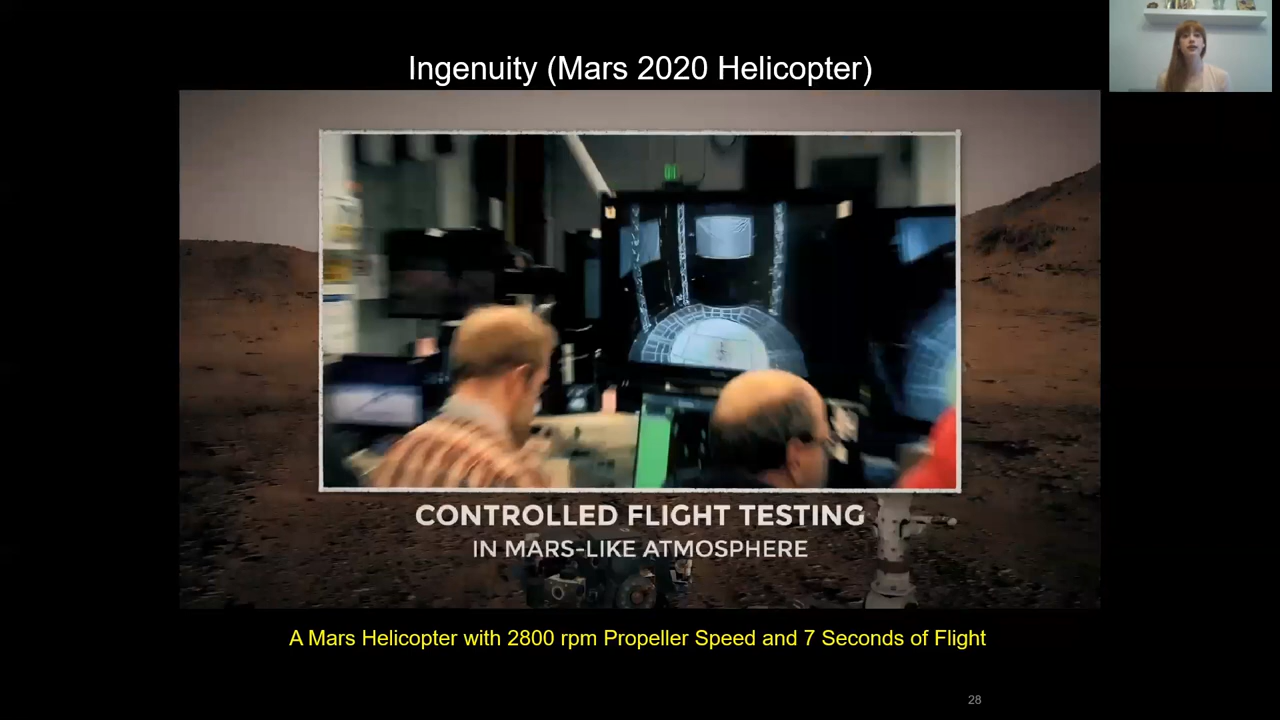 Ingenuity (Mars 2020 Helicopter)
CONTROLLED FLIGHT TESTING
IN MARS-LIKE ATMOSPHERE
A Mars Helicopter with 2800 rpm Propeller Speed and 7 Seconds of Flight
28